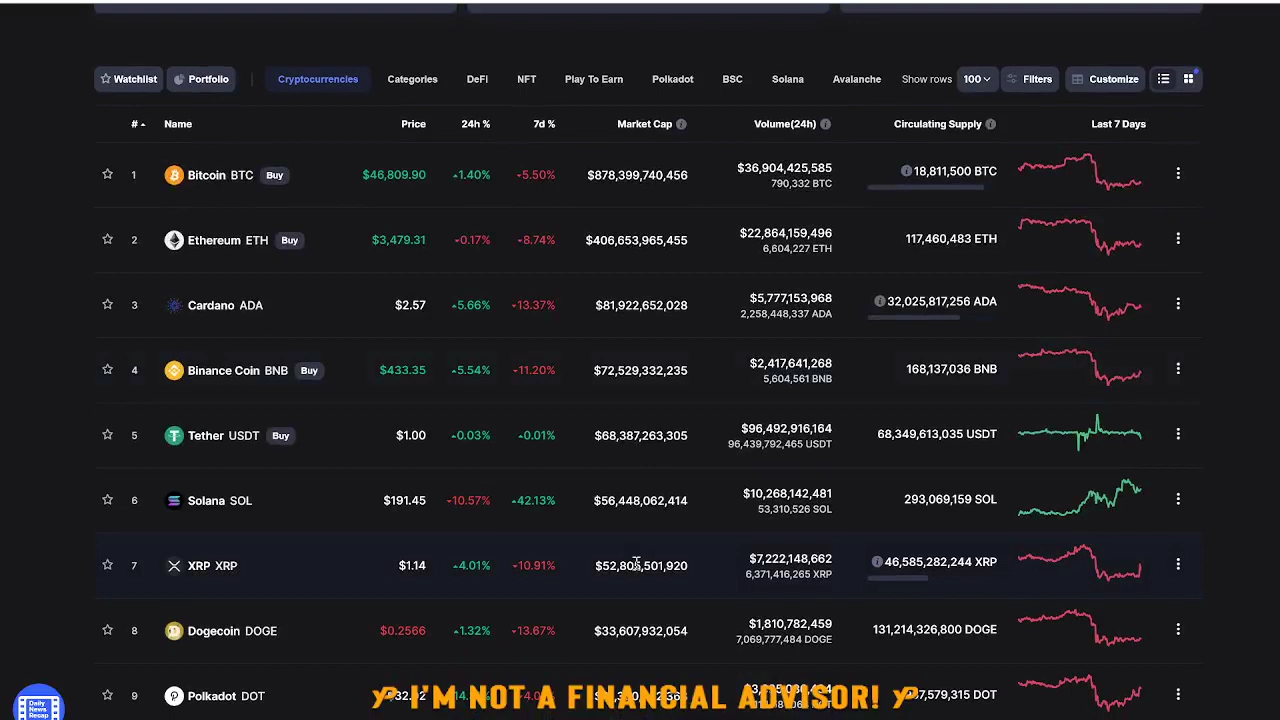 Watchlist Portfolio Cryptocurrencies Categories DeFi NFT Play To Earn Polkadot BSC Solana Avalanche Show rows 100 Filters Customize
# Name Price 24h % 7d % Market Cap Volume(24h) Circulating Supply Last 7 Days
1 Bitcoin BTC Buy $46,809.90 1.40% 5.50% $878,399,740,456 $36,904,425,585 18,811,500 BTC
790,332 BTC
2 Ethereum ETH Buy $3,479.31 0.17% 8.74% $406,653,965,455 $22,864,159,496 117,460,483 ETH
6,604,227 ETH
3 Cardano ADA $2.57 5.66% 13.37% $81,922,652,028 $5,777,153,968 32,025,817,256 ADA
2,258,448,337 ADA
4 Binance Coin BNB Buy $433.35 5.54% 11.20% $72,529,332,235 $2,417,641,268 168,137,036 BNB
5,604,561 BNB
5 Tether USDT Buy $1.00 0.03% 0.01% $68,387,263,305 $96,492,916,164 68,349,613,035 USDT
96,439,792,465 USDT
6 Solana SOL $191.45 10.57% 42.13% $56,448,062,414 $10,268,142,481 293,069,159 SOL
53,310,526 SOL
7 XRP XRP $1.14 4.01% 10.91% $52,805,501,920 $7,222,148,662 46,585,282,244 XRP
6,371,416,265 XRP
8 Dogecoin DOGE $0.2566 1.32% 13.67% $33,607,932,054 $1,810,782,459 131,214,326,800 DOGE
7,069,777,484 DOGE
9 Polkadot DOT
I'M NOT A FINANCIAL ADVISOR!
Daily
News
Recap